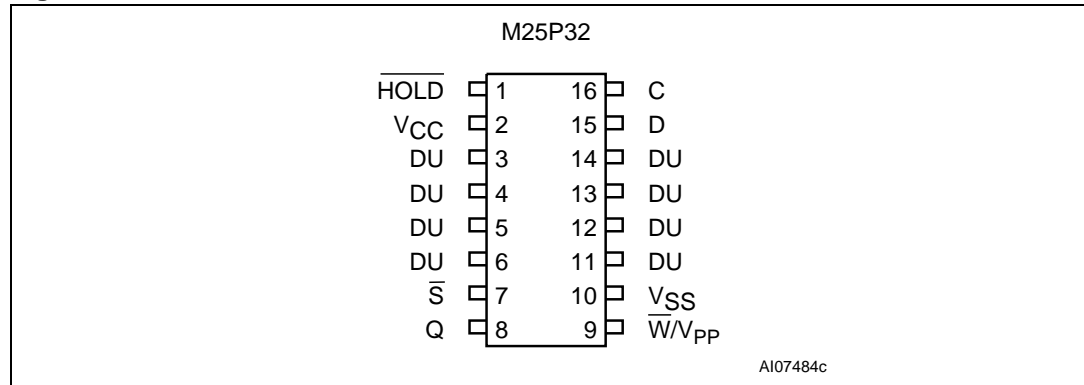 M25P32
HOLD 1 16 C
VCC 2 15 D
DU 3 14 DU
DU 4 13 DU
DU 5 12 DU
DU 6 11 DU
S 7 10 VSS
Q 8 9 W/VPP
AI07484c